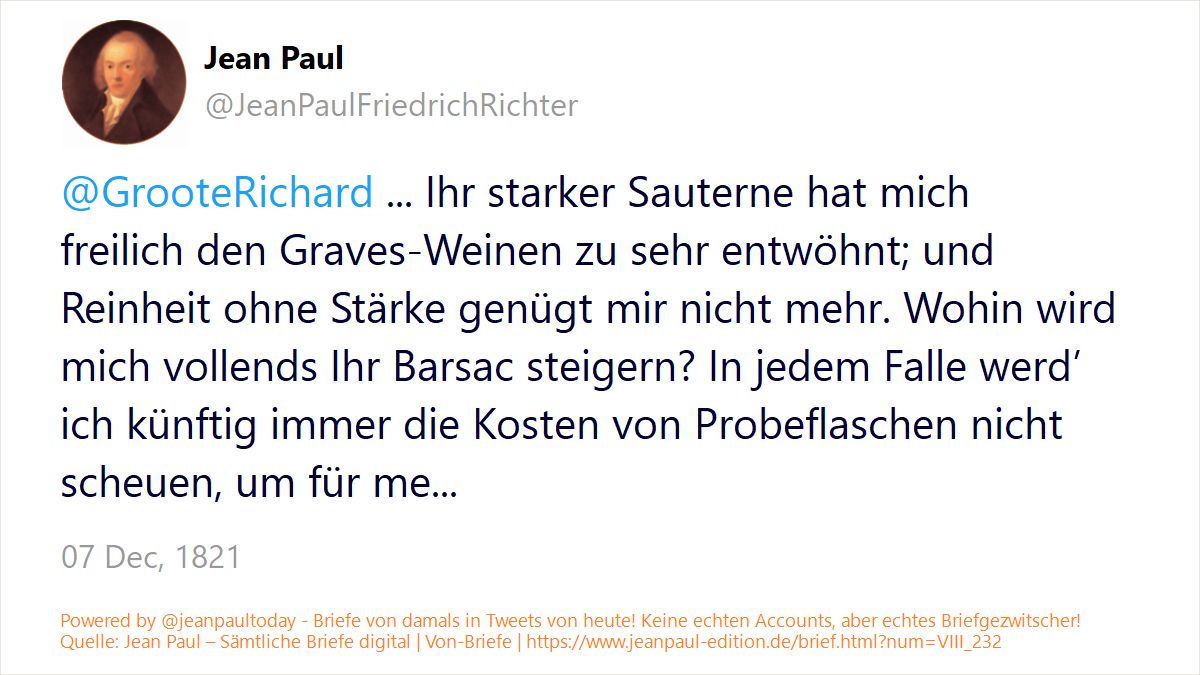 Jean Paul
@JeanPaulFriedrichRichter
@GrooteRichard ... Ihr starker Sauterne hat mich
freilich den Graves-Weinen zu sehr entwöhnt; und
Reinheit ohne Stärke genügt mir nicht mehr. Wohin wird
mich vollends Ihr Barsac steigern? In jedem Falle werd’
ich künftig immer die Kosten von Probeflaschen nicht
scheuen, um für me...
07 Dec, 1821
Powered by @jeanpaultoday - Briefe von damals in Tweets von heute! Keine echten Accounts, aber echtes Briefgezwitscher!
Quelle: Jean Paul – Sämtliche Briefe digital | Von-Briefe | https://www.jeanpaul-edition.de/brief.html?num=VIII_232